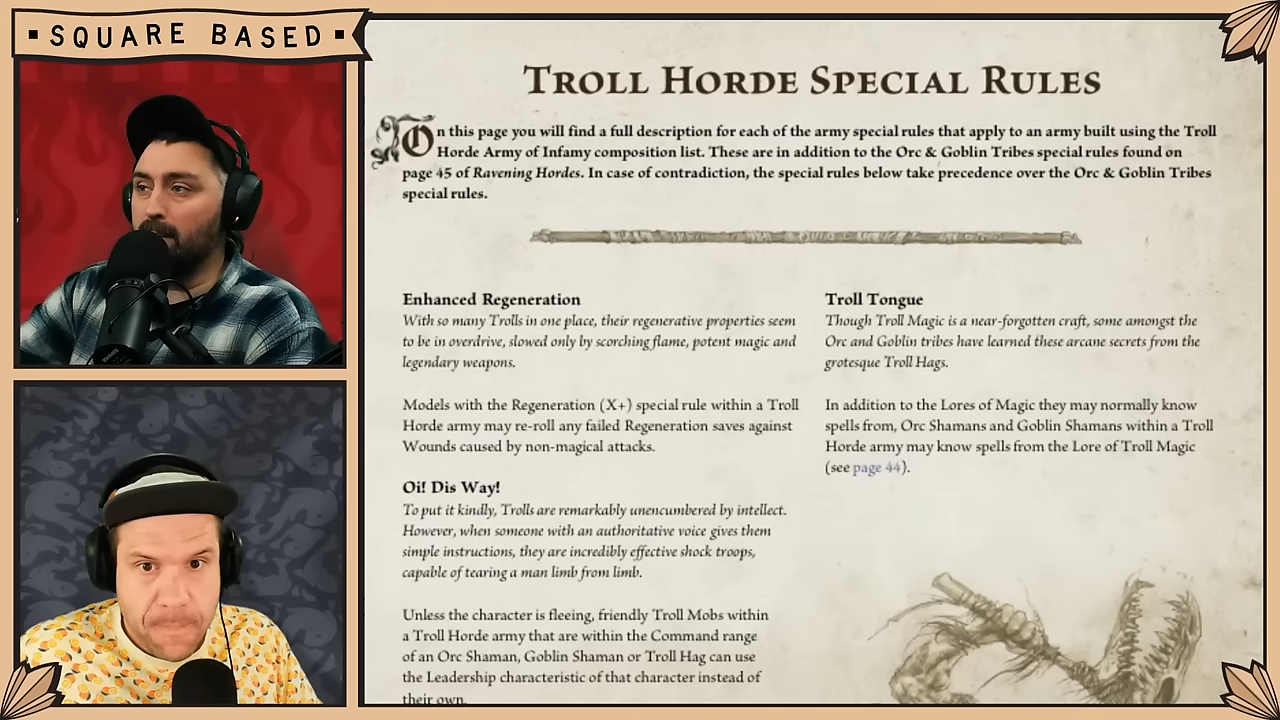 SQUARE BASED
TROLL HORDE SPECIAL RULES
On this page you will find a full description for each of the army special rules that apply to an army built using the Troll
Horde Army of Infamy composition list. These are in addition to the Orc & Goblin Tribes special rules found on
page 45 of Ravening Hordes. In case of contradiction, the special rules below take precedence over the Orc & Goblin Tribes
special rules.
Enhanced Regeneration
With so many Trolls in one place, their regenerative properties seem
to be in overdrive, slowed only by scorching flame, potent magic and
legendary weapons.
Models with the Regeneration (X+) special rule within a Troll
Horde army may re-roll any failed Regeneration saves against
Wounds caused by non-magical attacks.
Oi! Dis Way!
To put it kindly, Trolls are remarkably unencumbered by intellect.
However, when someone with an authoritative voice gives them
simple instructions, they are incredibly effective shock troops,
capable of tearing a man limb from limb.
Unless the character is fleeing, friendly Troll Mobs within
a Troll Horde army that are within the Command range
of an Orc Shaman, Goblin Shaman or Troll Hag can use
the Leadership characteristic of that character instead of
their own.
Troll Tongue
Though Troll Magic is a near-forgotten craft, some amongst the
Orc and Goblin tribes have learned these arcane secrets from the
grotesque Troll Hags.
In addition to the Lores of Magic they may normally know
spells from, Orc Shamans and Goblin Shamans within a Troll
Horde army may know spells from the Lore of Troll Magic
(see page 44).